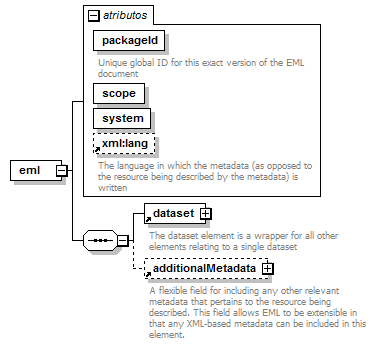 atributos
packageId
Unique global ID for this exact version of the EML
document
scope
system
xml:lang
The language in which the metadata (as opposed to
the resource being described by the metadata) is
written
eml
dataset
The dataset element is a wrapper for all other
elements relating to a single dataset
additionalMetadata
A flexible field for including any other relevant
metadata that pertains to the resource being
described. This field allows EML to be extensible in
that any XML-based metadata can be included in this
element.